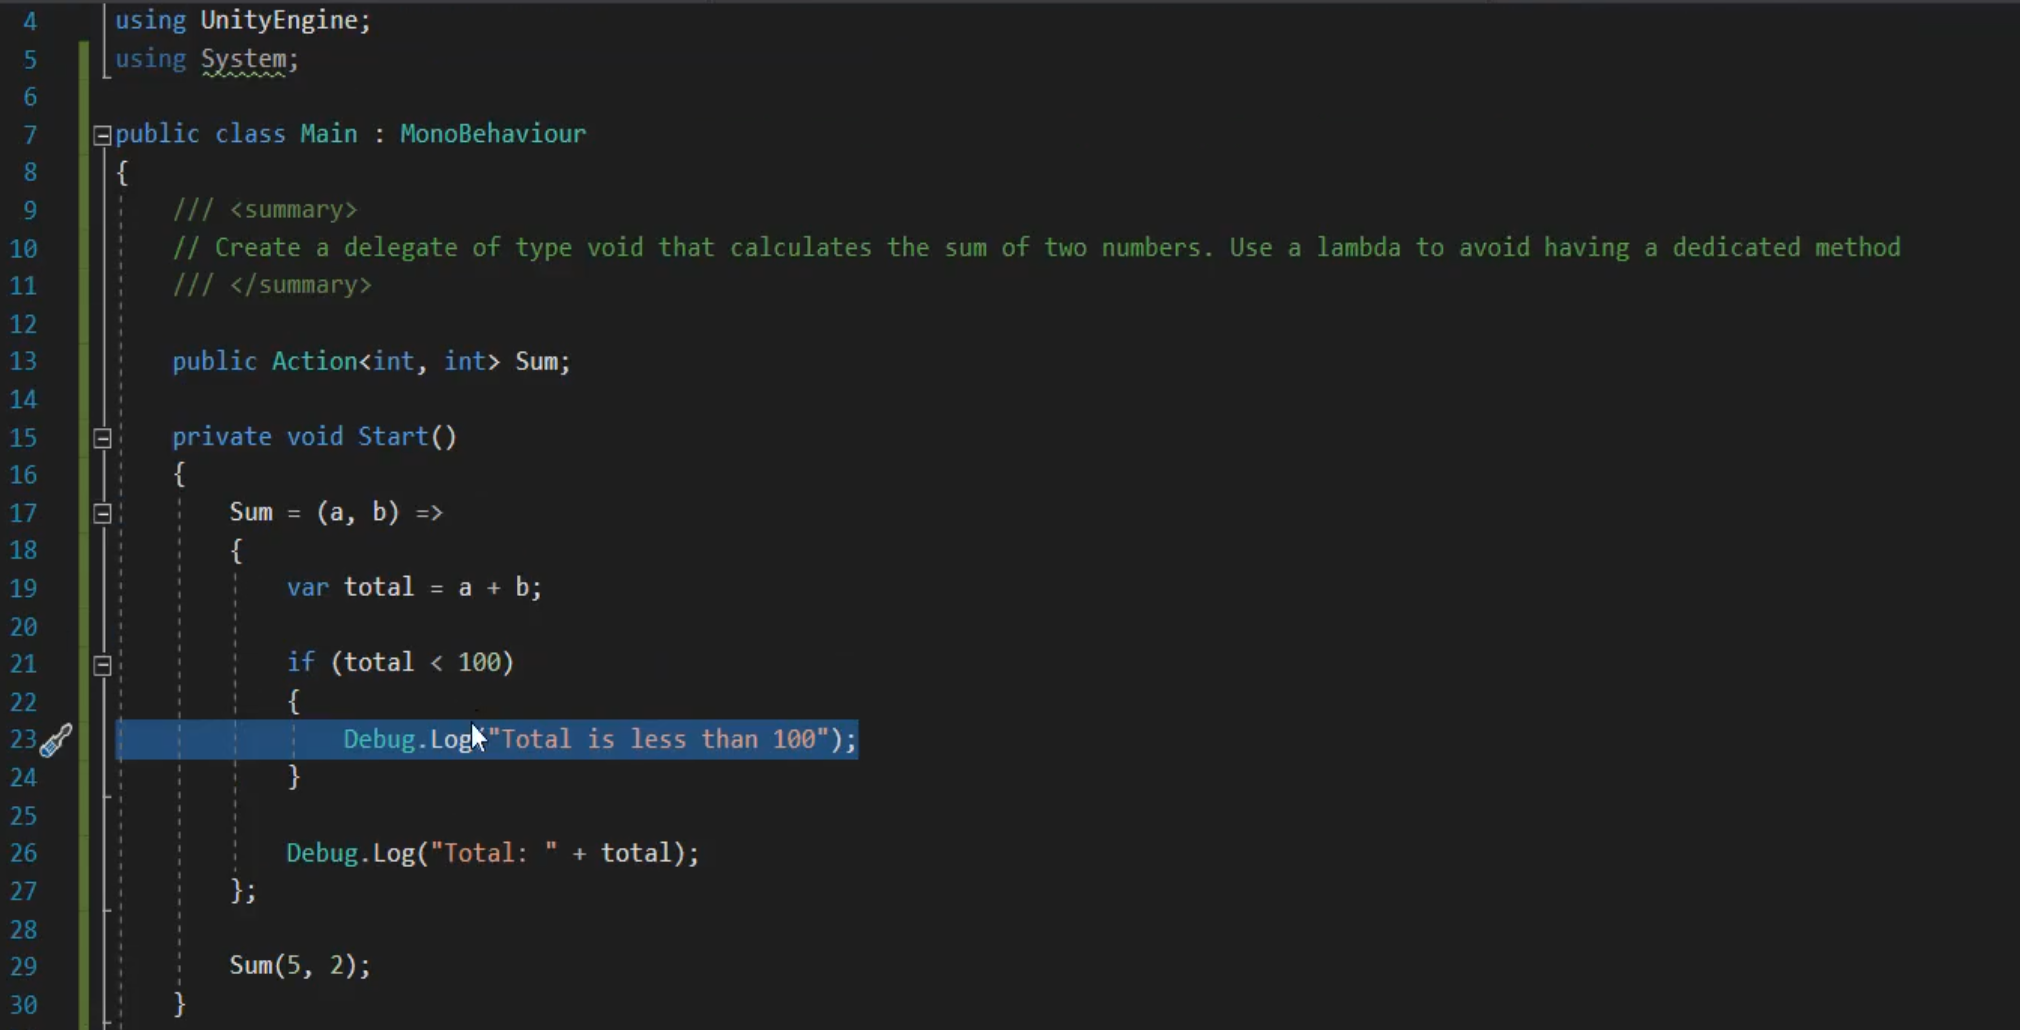 4 using UnityEngine;
5 using System;
6
7 public class Main : MonoBehaviour
8 {
9 /// <summary>
10 // Create a delegate of type void that calculates the sum of two numbers. Use a lambda to avoid having a dedicated method
11 /// </summary>
12
13 public Action<int, int> Sum;
14
15 private void Start()
16 {
17 Sum = (a, b) =>
18 {
19 var total = a + b;
20
21 if (total < 100)
22 {
23 Debug.Log("Total is less than 100");
24 }
25
26 Debug.Log("Total: " + total);
27 };
28
29 Sum(5, 2);
30 }